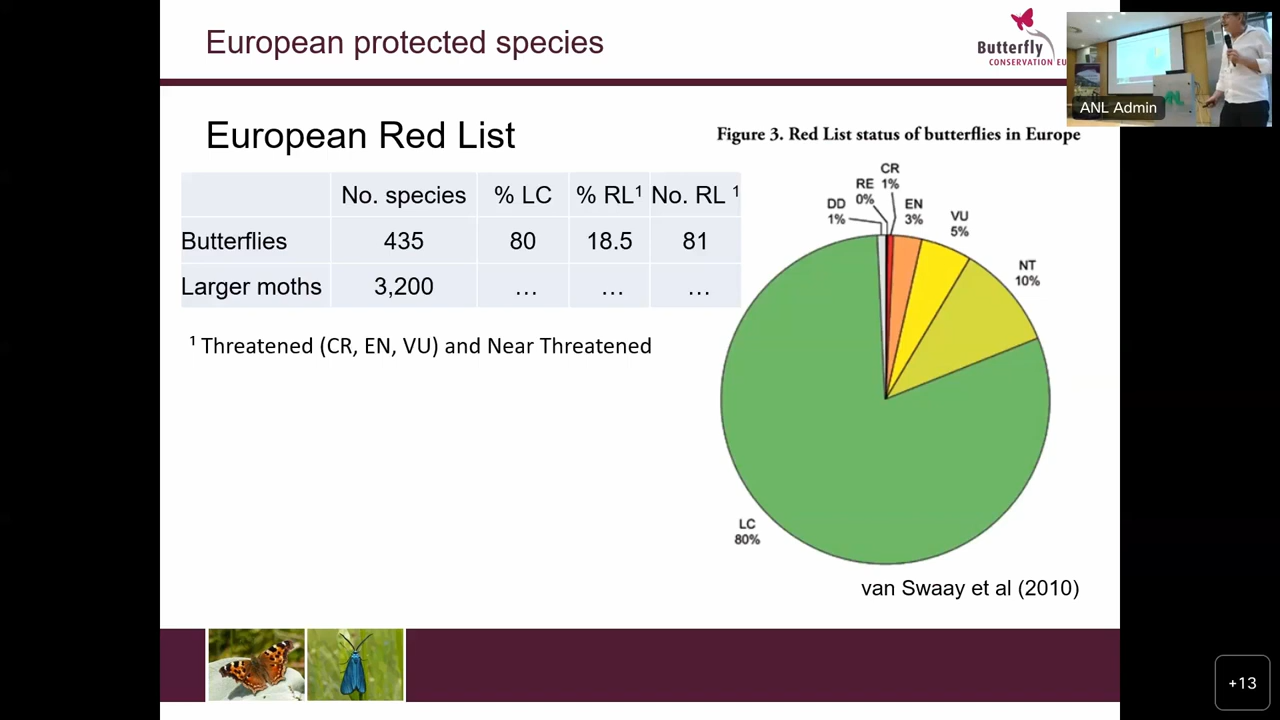 European protected species
Butterfly
CONSERVATION EU
ANL Admin
European Red List
No. species % LC % RL¹ No. RL ¹
Butterflies 435 80 18.5 81
Larger moths 3,200 … … …
¹ Threatened (CR, EN, VU) and Near Threatened
Figure 3. Red List status of butterflies in Europe
CR
1%
RE
0%
DD
1%
EN
3%
VU
5%
NT
10%
LC
80%
van Swaay et al (2010)
+13